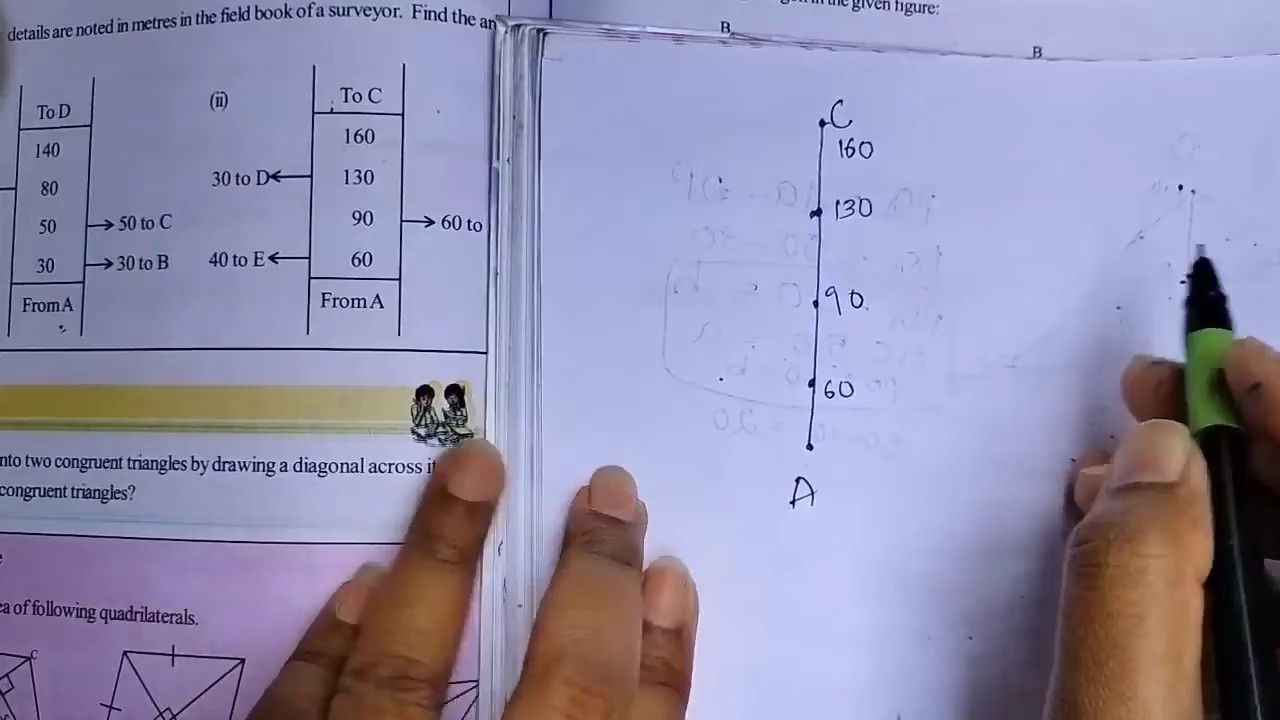 details are noted in metres in the field book of a surveyor. Find the an
in the given figure:
B
B
To D
140
80
50 → 50 to C
30 → 30 to B
From A
(ii)
To C
160
30 to D ← 130
90 → 60 to
40 to E ← 60
From A
nto two congruent triangles by drawing a diagonal across it
congruent triangles?
ea of following quadrilaterals.
C
C
160
130
90
60
A